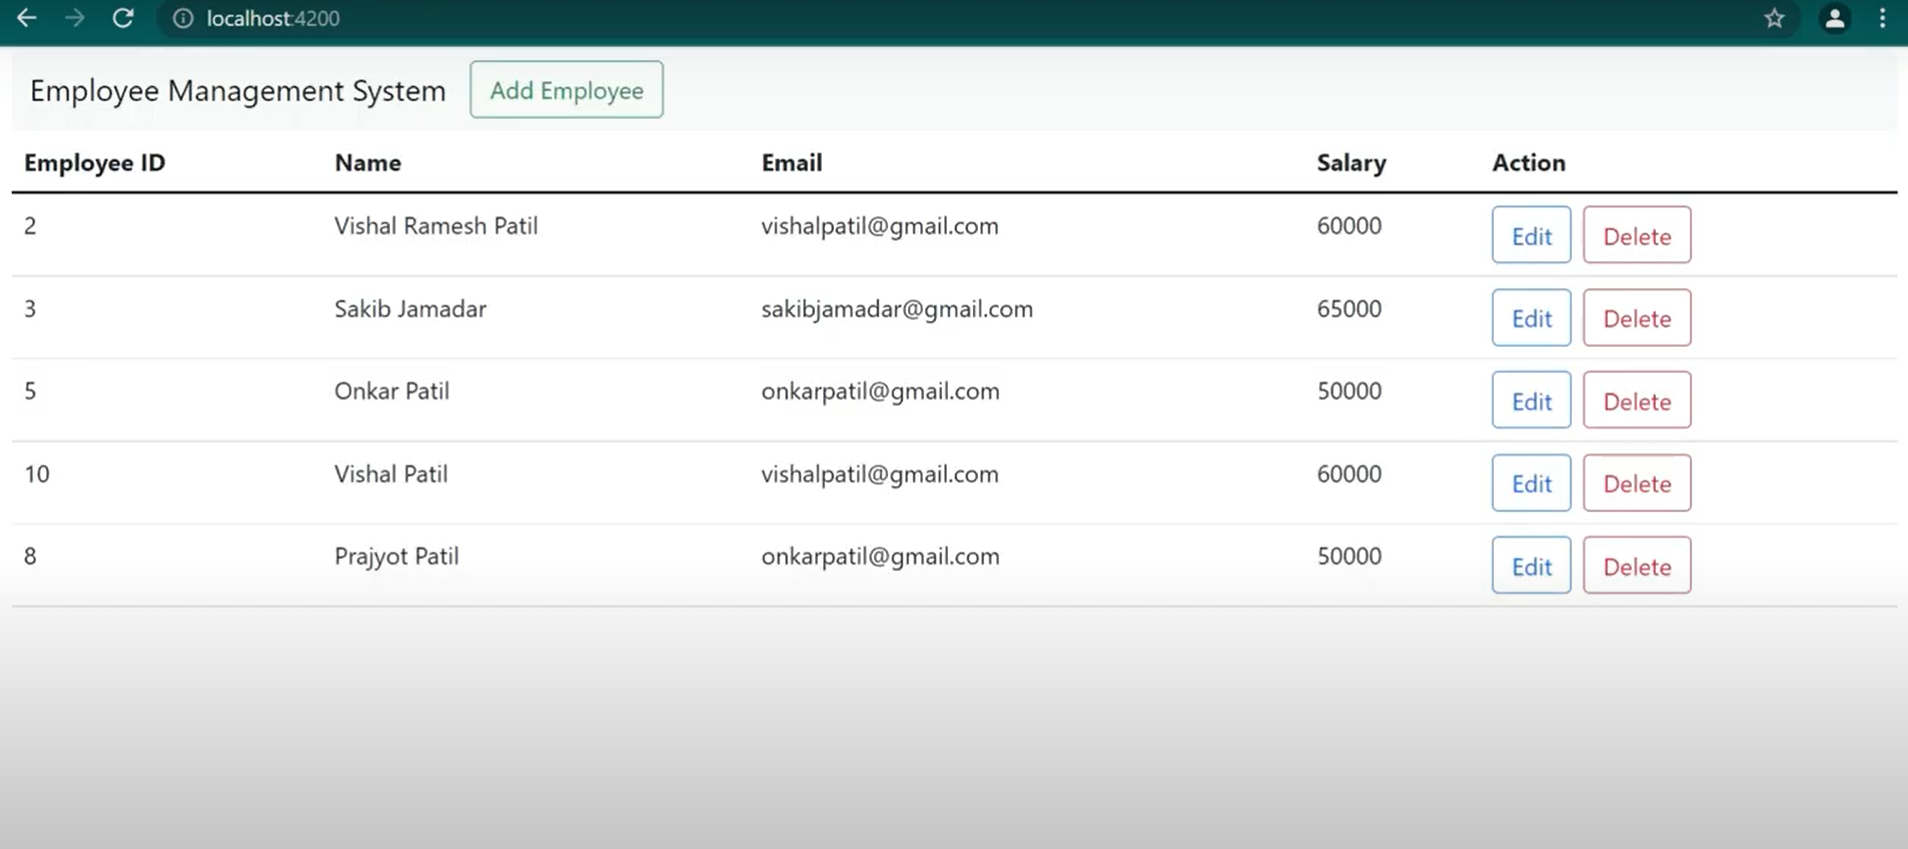 localhost:4200
Employee Management System Add Employee
Employee ID Name Email Salary Action
2 Vishal Ramesh Patil vishalpatil@gmail.com 60000 Edit Delete
3 Sakib Jamadar sakibjamadar@gmail.com 65000 Edit Delete
5 Onkar Patil onkarpatil@gmail.com 50000 Edit Delete
10 Vishal Patil vishalpatil@gmail.com 60000 Edit Delete
8 Prajyot Patil onkarpatil@gmail.com 50000 Edit Delete